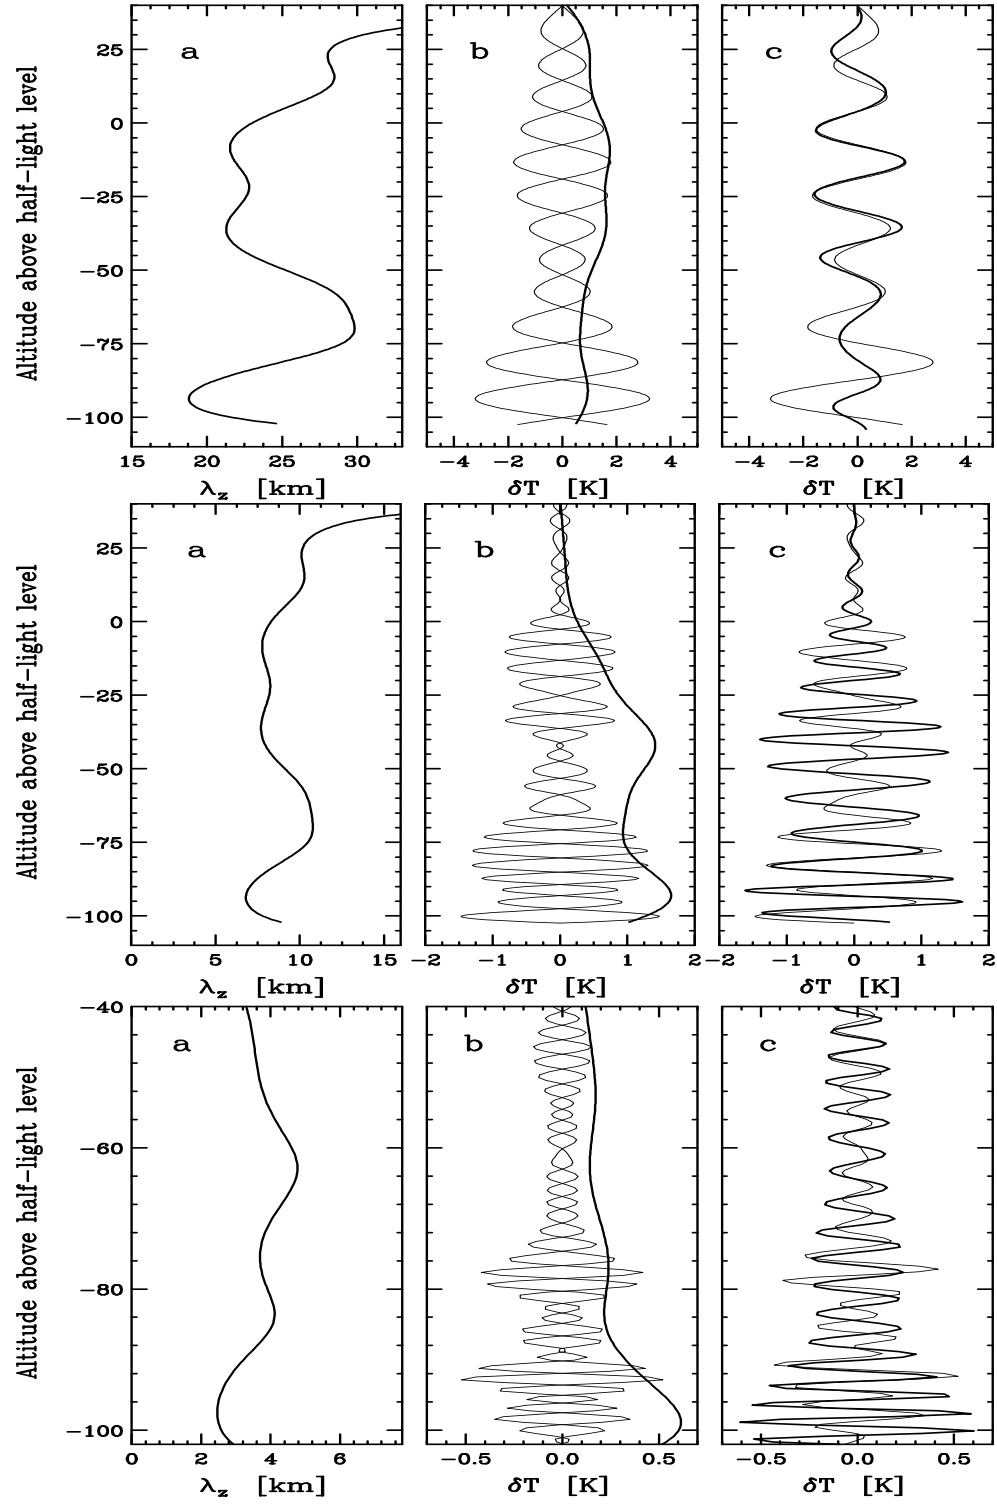 a b c
25
0
−25
−50
−75
−100
Altitude above half−light level
15 20 25 30 −4 −2 0 2 4 −4 −2 0 2 4
λz [km] δT [K] δT [K]
a b c
25
0
−25
−50
−75
−100
Altitude above half−light level
0 5 10 15 −2 −1 0 1 2 −2 −1 0 1 2
λz [km] δT [K] δT [K]
−40
a b c
−60
−80
−100
Altitude above half−light level
0 2 4 6 −0.5 0.0 0.5 −0.5 0.0 0.5
λz [km] δT [K] δT [K]